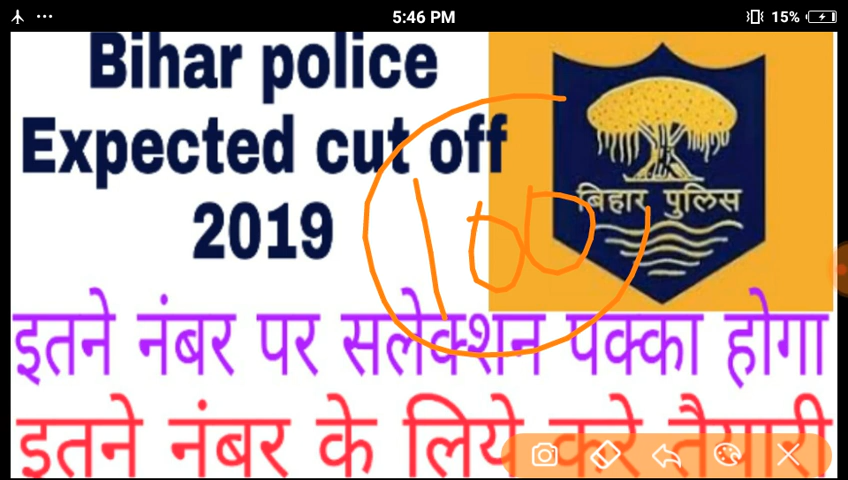 5:46 PM
15%
Bihar police
Expected cut off
2019
100
बिहार पुलिस
इतने नंबर पर सलेक्शन पक्का होगा
इतने नंबर के लिये करे तैयारी